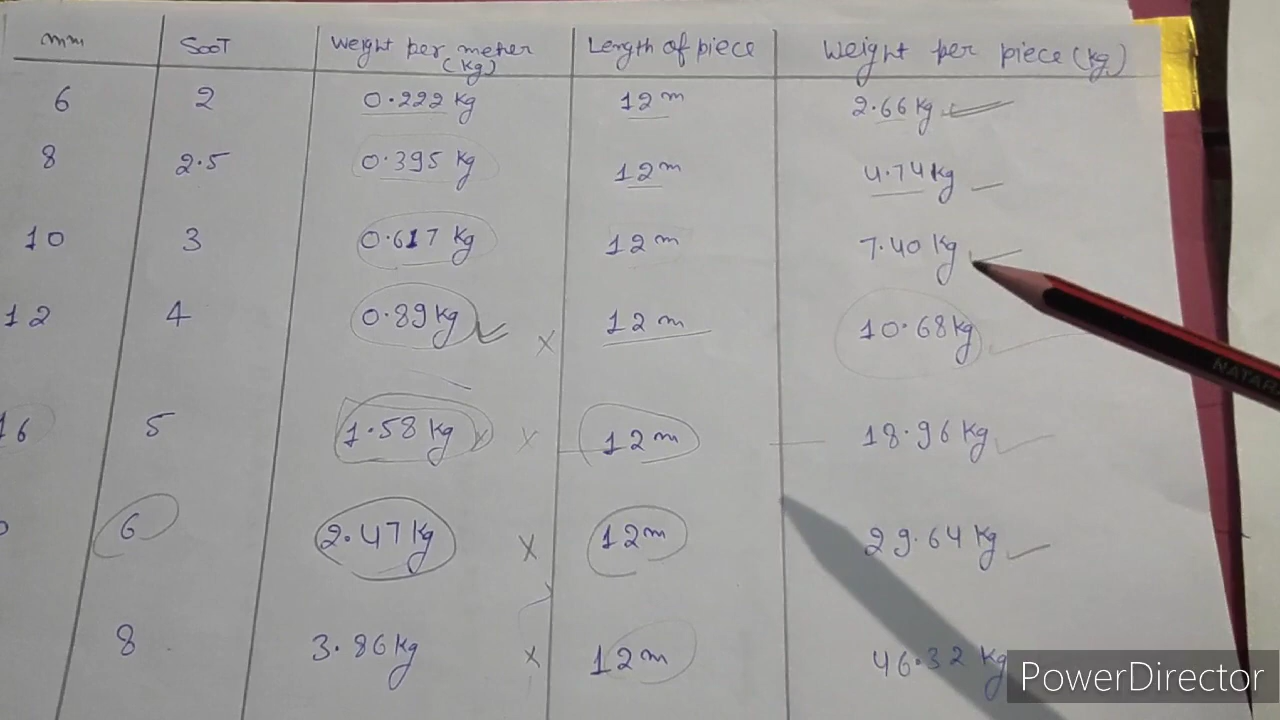 mm SOOT Weight per meter (Kg) Length of piece Weight per piece (Kg)
6 2 0.222 Kg 12 m 2.66 Kg
8 2.5 0.395 Kg 12 m 4.74 Kg
10 3 0.617 Kg 12 m 7.40 Kg
12 4 0.89 Kg x 12 m 10.68 Kg
16 5 1.58 Kg x 12 m 18.96 Kg
6 2.47 Kg x 12 m 29.64 Kg
8 3.86 Kg x 12 m 46.32 Kg
PowerDirector